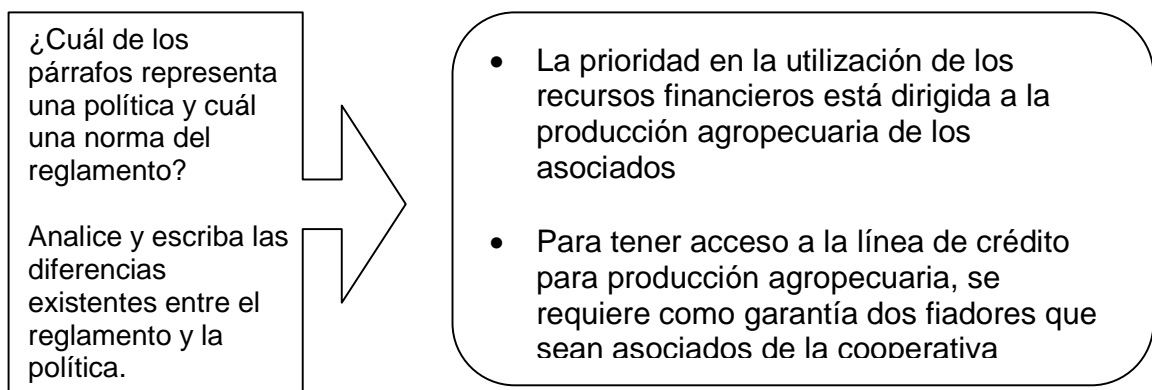 ¿Cuál de los
párrafos representa
una política y cuál
una norma del
reglamento?
Analice y escriba las
diferencias
existentes entre el
reglamento y la
política.
• La prioridad en la utilización de los
recursos financieros está dirigida a la
producción agropecuaria de los
asociados
• Para tener acceso a la línea de crédito
para producción agropecuaria, se
requiere como garantía dos fiadores que
sean asociados de la cooperativa